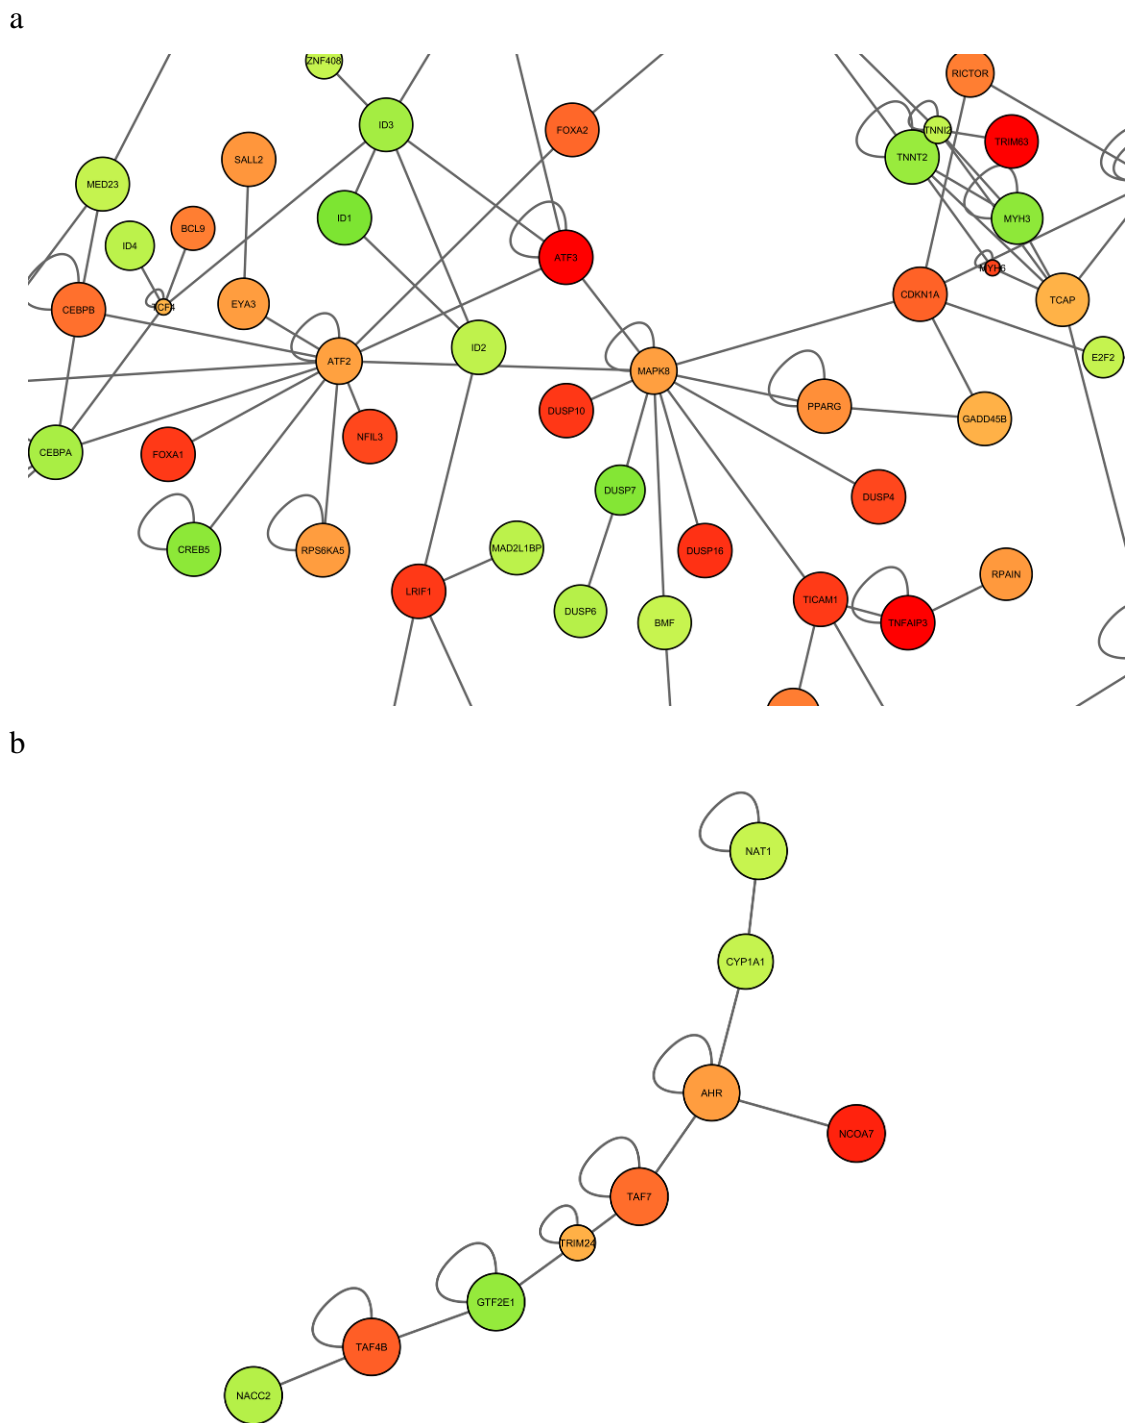 a
ZNF408
RICTOR
ID3
FOXA2
TNNI2
TRIM63
SALL2
TNNT2
MED23
ID1
MYH3
BCL9
ID4
ATF3
MYH6
CDKN1A
TCAP
TCF4
EYA3
CEBPB
ID2
E2F2
ATF2
MAPK8
PPARG
DUSP10
GADD45B
NFIL3
CEBPA
FOXA1
DUSP7
DUSP4
MAD2L1BP
CREB5
RPS6KA5
DUSP16
RPAIN
LRIF1
TICAM1
DUSP6
BMF
TNFAIP3
b
NAT1
CYP1A1
AHR
NCOA7
TAF7
TRIM24
GTF2E1
TAF4B
NACC2